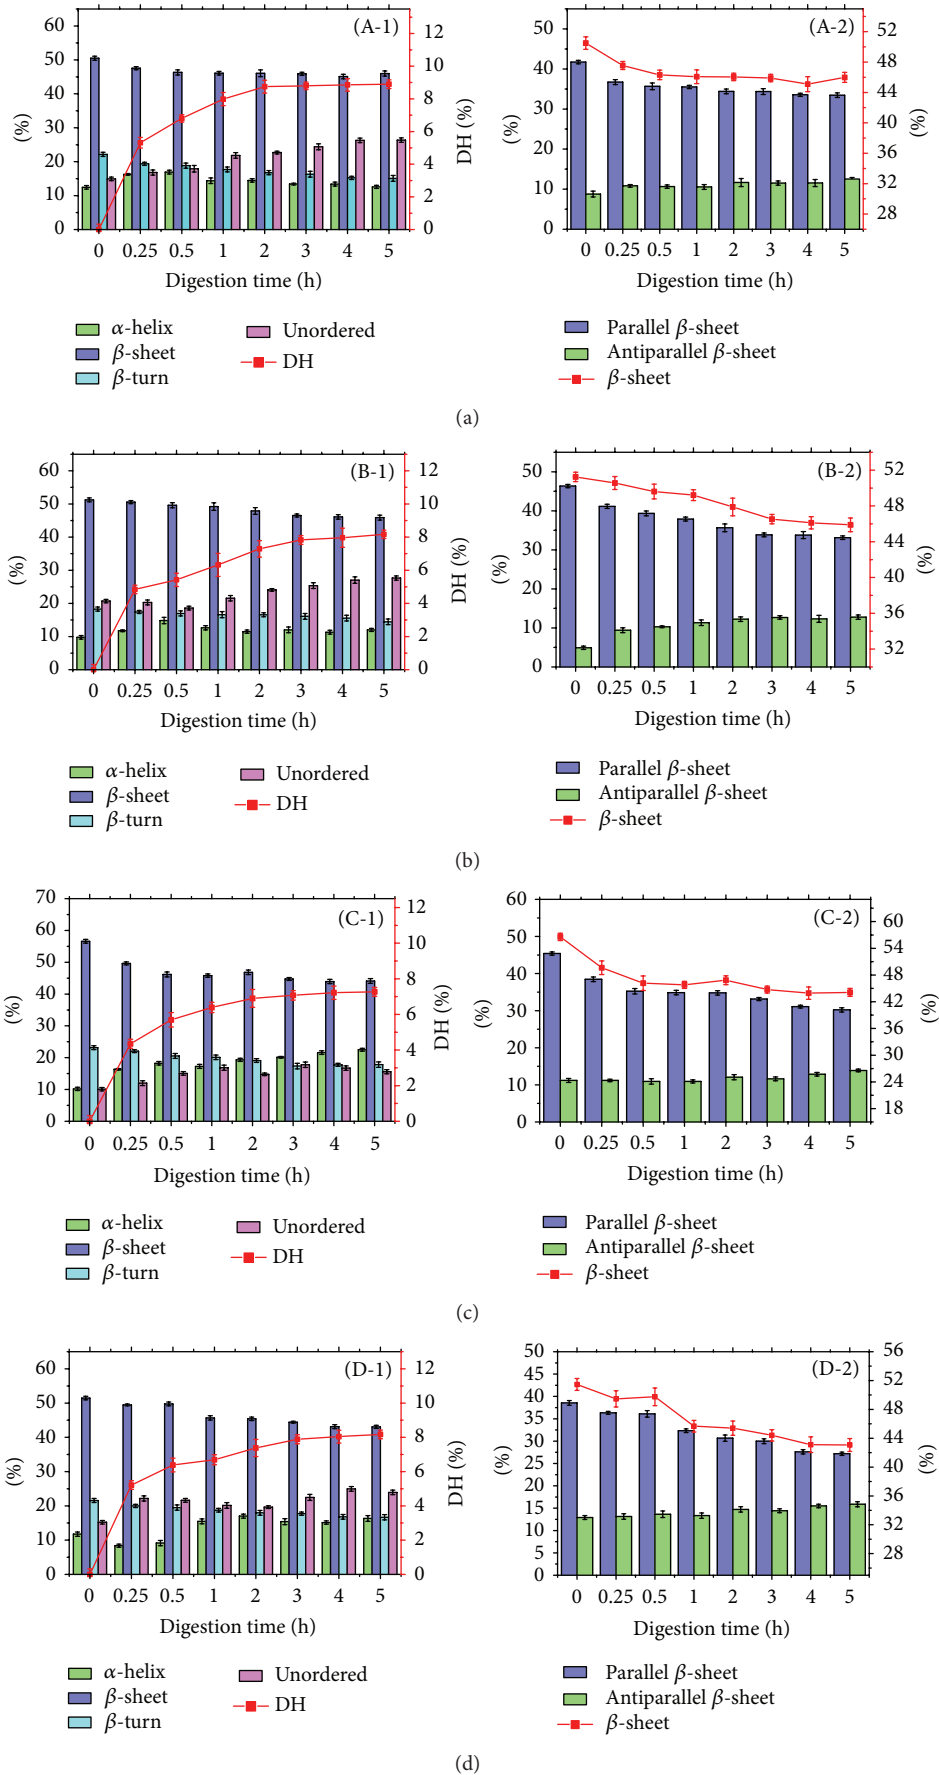 (A-1)
60
50
40
30
20
10
0
(%)
12
10
8
6
4
2
0
DH (%)
0 0.25 0.5 1 2 3 4 5
Digestion time (h)
α-helix
β-sheet
β-turn
Unordered
DH
(A-2)
50
40
30
20
10
0
(%)
52
48
44
40
36
32
28
(%)
0 0.25 0.5 1 2 3 4 5
Digestion time (h)
Parallel β-sheet
Antiparallel β-sheet
β-sheet
(a)
(B-1)
60
50
40
30
20
10
0
(%)
12
10
8
6
4
2
0
DH (%)
0 0.25 0.5 1 2 3 4 5
Digestion time (h)
α-helix
β-sheet
β-turn
Unordered
DH
(B-2)
50
40
30
20
10
0
(%)
52
48
44
40
36
32
(%)
0 0.25 0.5 1 2 3 4 5
Digestion time (h)
Parallel β-sheet
Antiparallel β-sheet
β-sheet
(b)
(C-1)
70
60
50
40
30
20
10
0
(%)
12
10
8
6
4
2
0
DH (%)
0 0.25 0.5 1 2 3 4 5
Digestion time (h)
α-helix
β-sheet
β-turn
Unordered
DH
(C-2)
60
50
40
30
20
10
0
(%)
60
54
48
42
36
30
24
18
(%)
0 0.25 0.5 1 2 3 4 5
Digestion time (h)
Parallel β-sheet
Antiparallel β-sheet
β-sheet
(c)
(D-1)
60
50
40
30
20
10
0
(%)
12
10
8
6
4
2
0
DH (%)
0 0.25 0.5 1 2 3 4 5
Digestion time (h)
α-helix
β-sheet
β-turn
Unordered
DH
(D-2)
50
45
40
35
30
25
20
15
10
5
0
(%)
56
52
48
44
40
36
32
28
(%)
0 0.25 0.5 1 2 3 4 5
Digestion time (h)
Parallel β-sheet
Antiparallel β-sheet
β-sheet
(d)